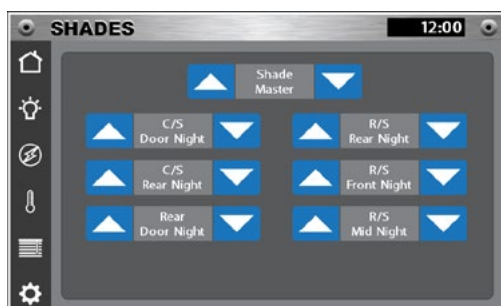 SHADES 12:00
Shade
Master
C/S
Door Night
R/S
Rear Night
C/S
Rear Night
R/S
Front Night
Rear
Door Night
R/S
Mid Night